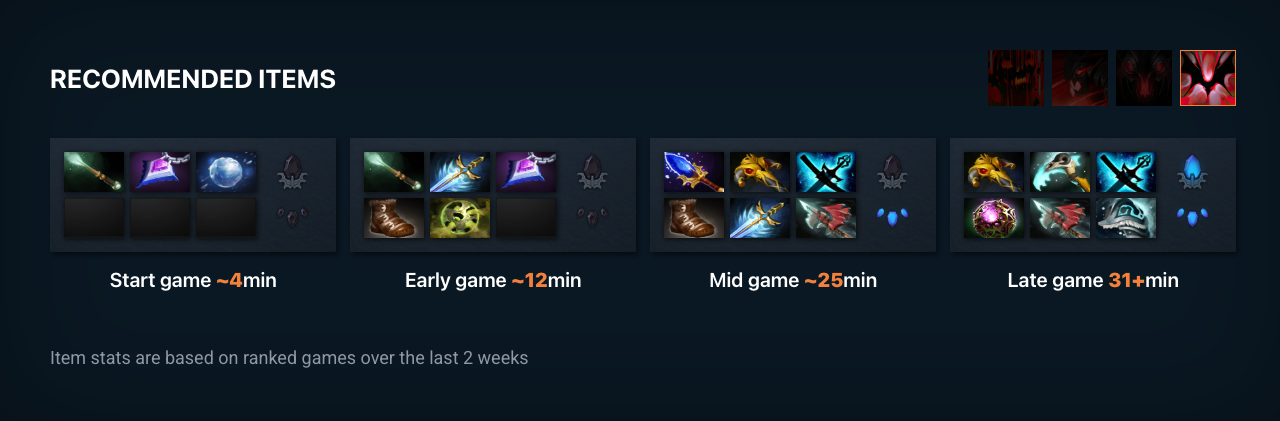 RECOMMENDED ITEMS
Start game ~4min
Early game ~12min
Mid game ~25min
Late game 31+min
Item stats are based on ranked games over the last 2 weeks